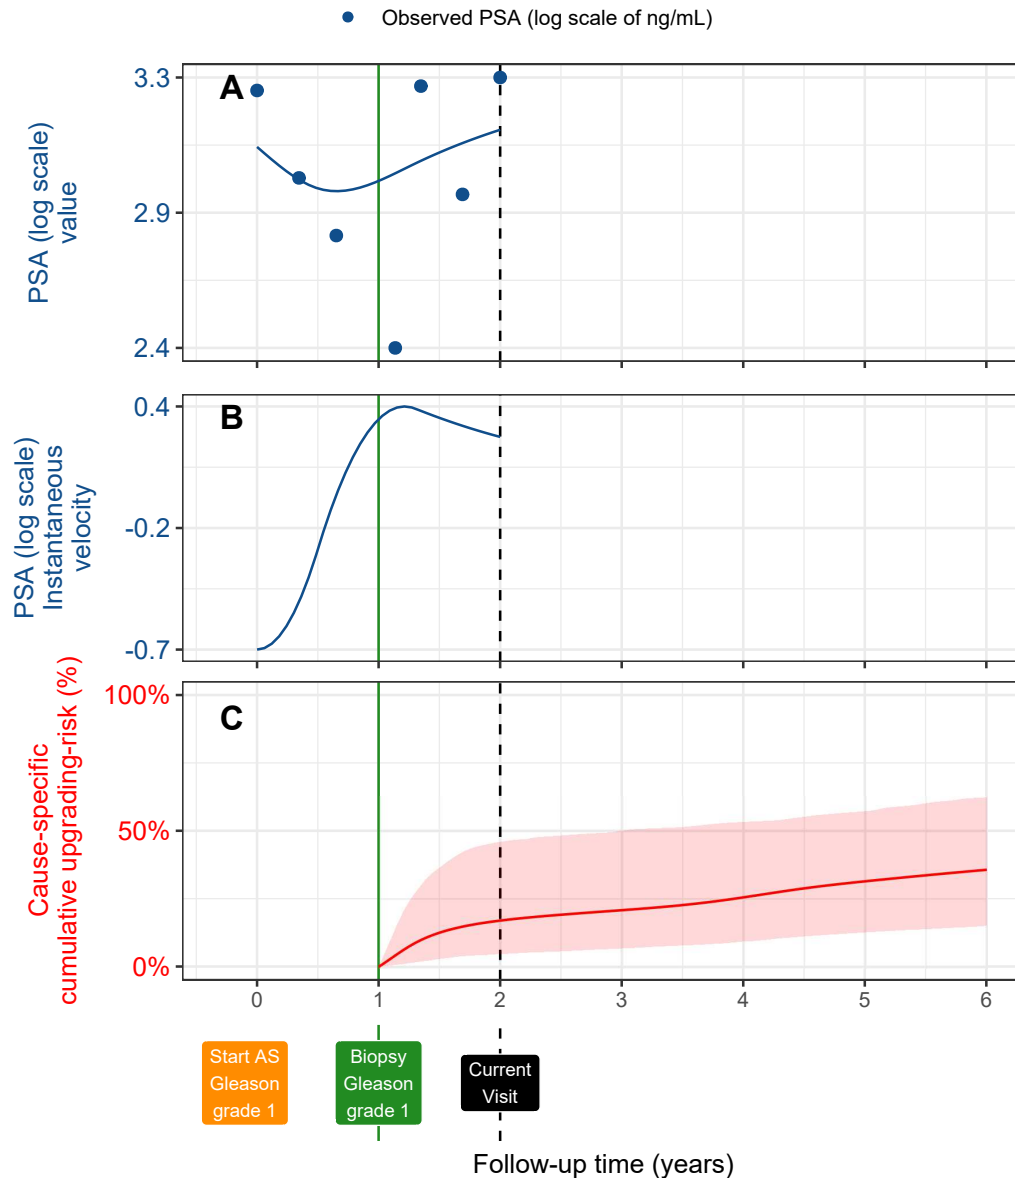 Observed PSA (log scale of ng/mL)
A
3.3
2.9
2.4
PSA (log scale)
value
B
0.4
-0.2
-0.7
PSA (log scale)
Instantaneous
velocity
C
100%
50%
0%
Cause-specific
cumulative upgrading-risk (%)
0 1 2 3 4 5 6
Start AS
Gleason
grade 1
Biopsy
Gleason
grade 1
Current
Visit
Follow-up time (years)